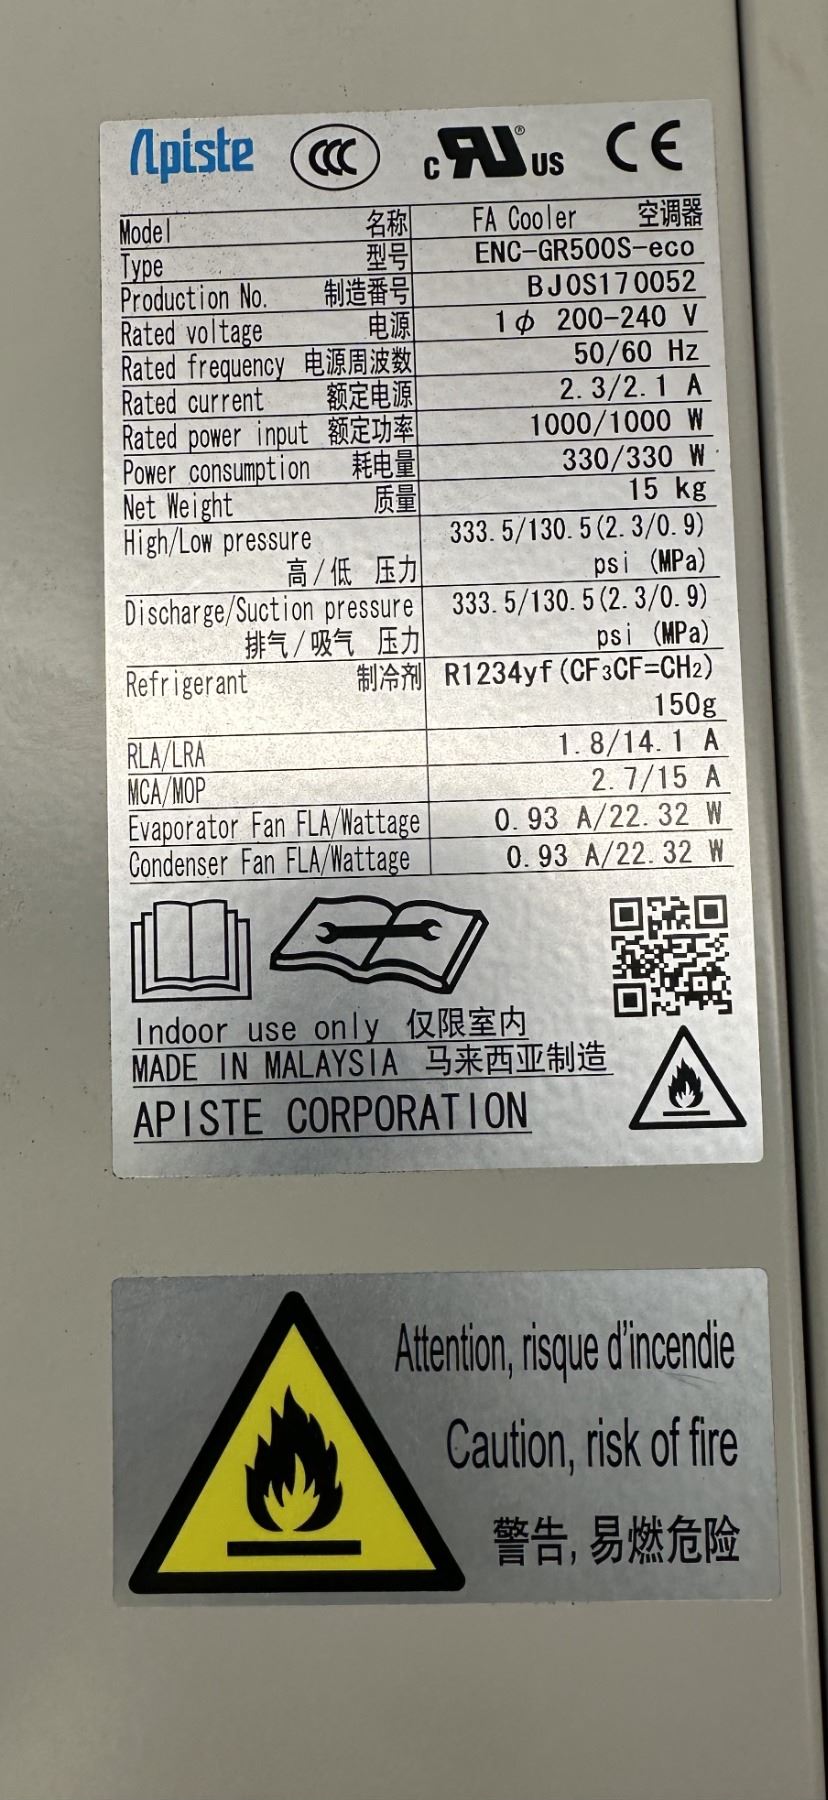 Apiste CCC c RU® US CE
Model 名称 FA Cooler 空调器
Type 型号 ENC-GR500S-eco
Production No. 制造番号 BJ0S170052
Rated voltage 电源 1φ 200-240 V
Rated frequency 电源周波数 50/60 Hz
Rated current 额定电源 2.3/2.1 A
Rated power input 额定功率 1000/1000 W
Power consumption 耗电量 330/330 W
Net Weight 质量 15 kg
High/Low pressure 333.5/130.5(2.3/0.9)
高/低 压力 psi (MPa)
Discharge/Suction pressure 333.5/130.5(2.3/0.9)
排气/吸气 压力 psi (MPa)
Refrigerant 制冷剂 R1234yf(CF3CF=CH2)
150g
RLA/LRA 1.8/14.1 A
MCA/MOP 2.7/15 A
Evaporator Fan FLA/Wattage 0.93 A/22.32 W
Condenser Fan FLA/Wattage 0.93 A/22.32 W
Indoor use only 仅限室内
MADE IN MALAYSIA 马来西亚制造
APISTE CORPORATION
Attention, risque d'incendie
Caution, risk of fire
警告, 易燃危险